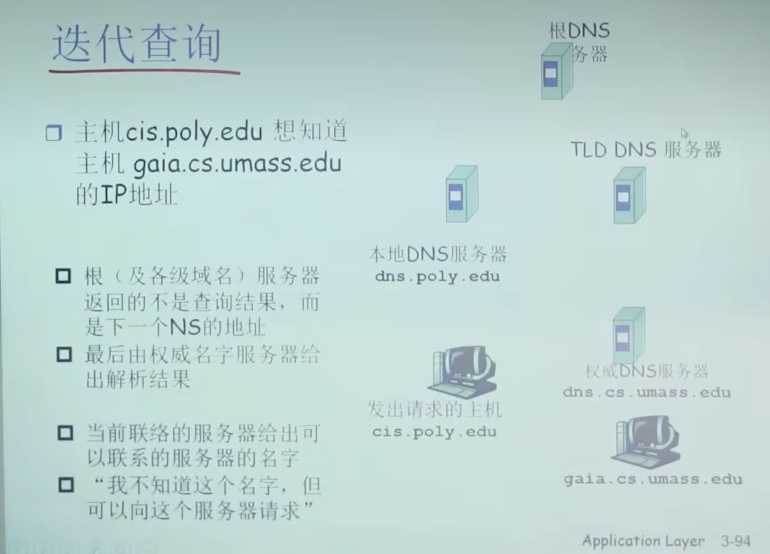 迭代查询
主机cis.poly.edu 想知道
主机 gaia.cs.umass.edu
的IP地址
根（及各级域名）服务器
返回的不是查询结果，而
是下一个NS的地址
最后由权威名字服务器给
出解析结果
当前联络的服务器给出可
以联系的服务器的名字
“我不知道这个名字，但
可以向这个服务器请求”
根DNS
务器
TLD DNS 服务器
本地DNS服务器
dns.poly.edu
发出请求的主机
cis.poly.edu
权威DNS服务器
dns.cs.umass.edu
gaia.cs.umass.edu
Application Layer 3-94